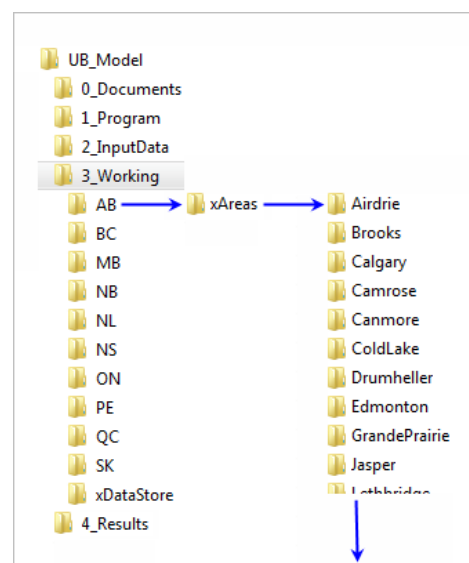 UB_Model
0_Documents
1_Program
2_InputData
3_Working
AB xAreas Airdrie
BC Brooks
MB Calgary
NB Camrose
NL Canmore
NS ColdLake
ON Drumheller
PE Edmonton
QC GrandePrairie
SK Jasper
xDataStore Lethbridge
4_Results